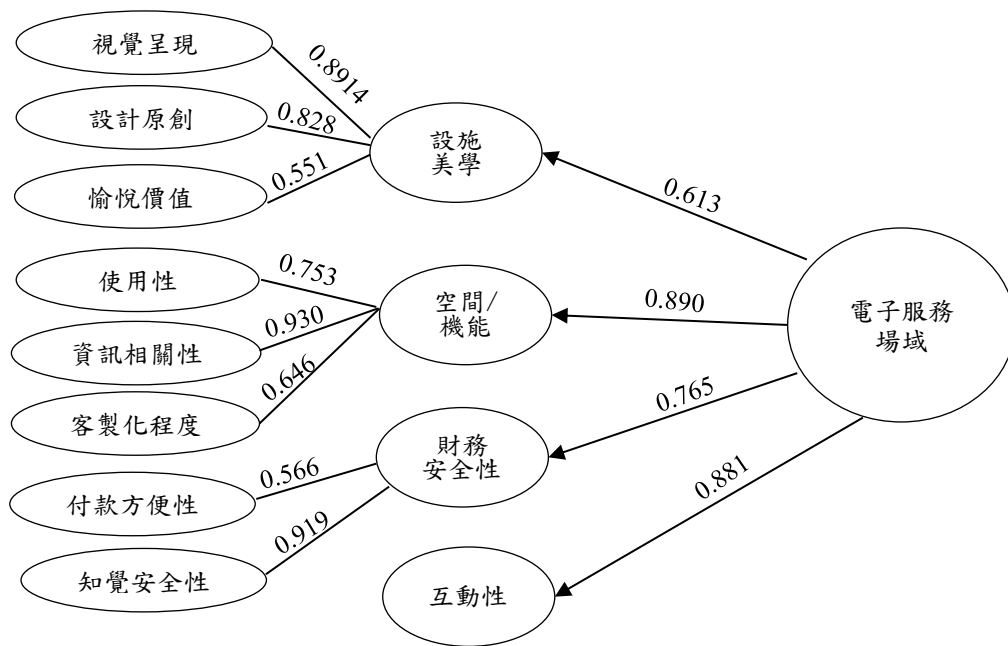 視覺呈現
設計原創
愉悅價值
使用性
資訊相關性
客製化程度
付款方便性
知覺安全性
0.8914
0.828
0.551
0.753
0.930
0.646
0.566
0.919
設施
美學
空間/
機能
財務
安全性
互動性
0.613
0.890
0.765
0.881
電子服務
場域